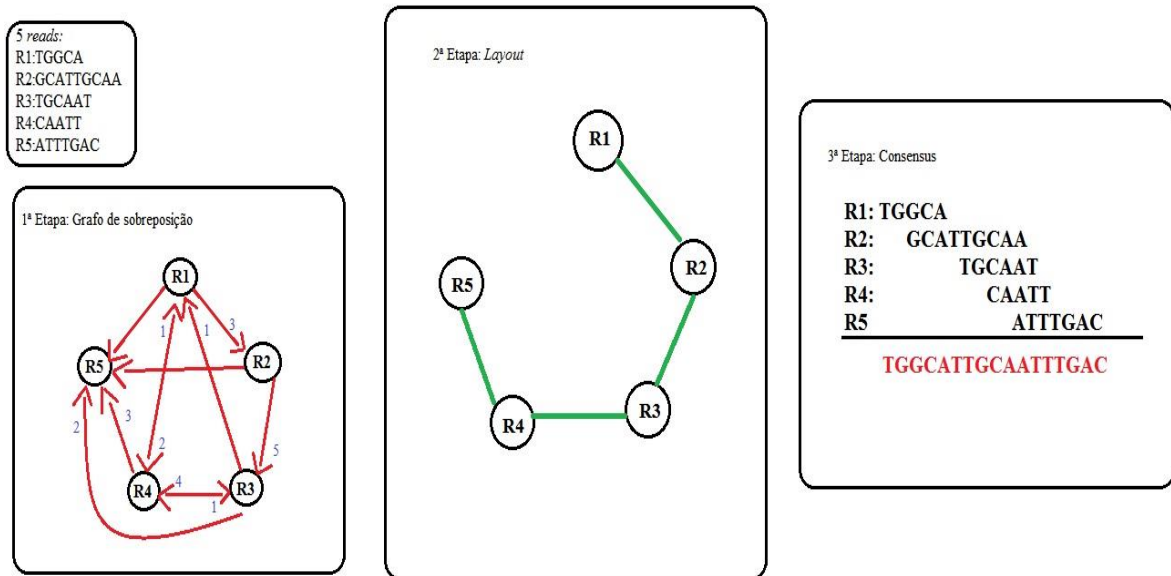 5 reads:
R1:TGGCA
R2:GCATTGCAA
R3:TGCAAT
R4:CAATT
R5:ATTTGAC
1ª Etapa: Grafo de sobreposição
R1
1
1
3
R5
R2
2
3
2
5
4
R4
R3
1
2ª Etapa: Layout
R1
R2
R5
R3
R4
3ª Etapa: Consensus
R1: TGGCA
R2: GCATTGCAA
R3: TGCAAT
R4: CAATT
R5 ATTTGAC
TGGCATTGCAATTTGAC